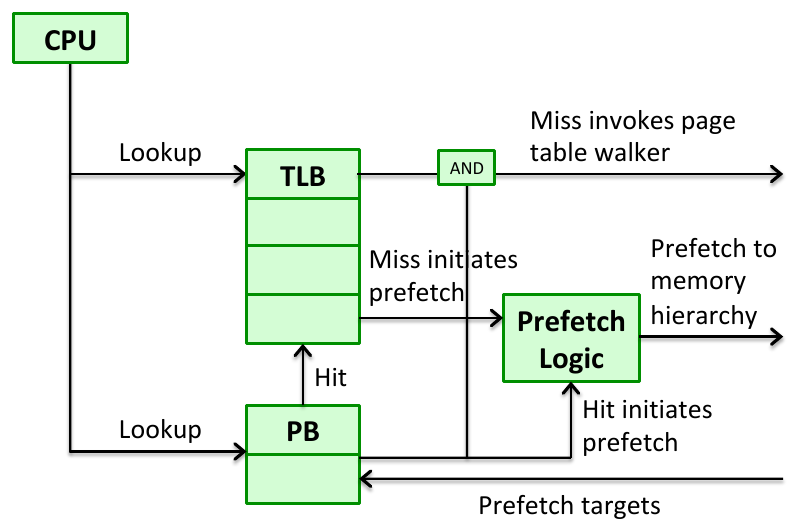 CPU
Lookup
TLB
AND
Miss invokes page
table walker
Miss initiates
prefetch
Prefetch
Logic
Prefetch to
memory
hierarchy
Hit
Lookup
PB
Hit initiates
prefetch
Prefetch targets